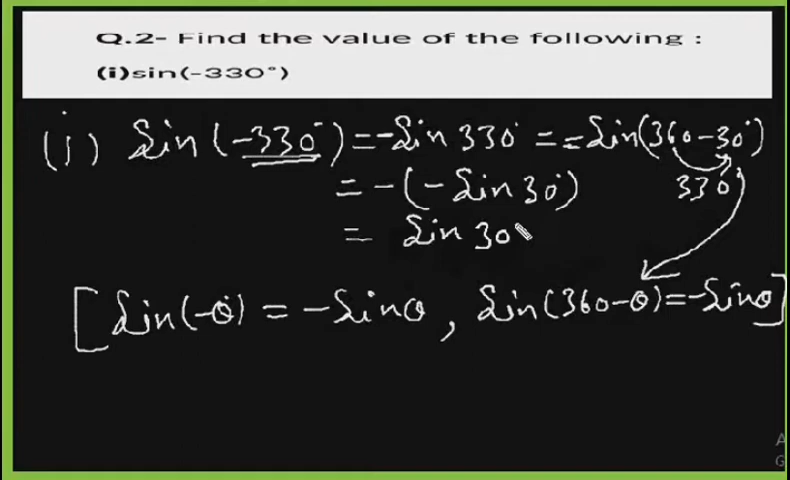 Q.2- Find the value of the following :
(i)sin(-330°)
(i) Sin (-330°) = -Sin 330° = = Sin(360-30°)
= -(-Sin 30°)
330°
= Sin 30
[Sin(-θ) = -Sinθ, Sin(360-θ)=-Sinθ]
A
G